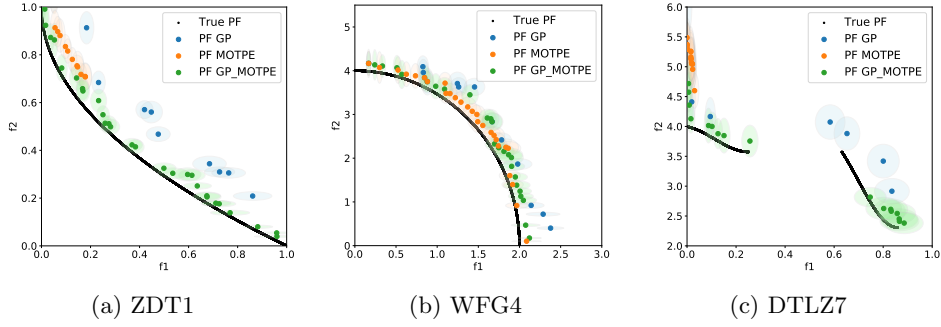 1.0
0.8
0.6
0.4
0.2
0.0
f2
0.0 0.2 0.4 0.6 0.8 1.0
f1
True PF
PF GP
PF MOTPE
PF GP_MOTPE
(a) ZDT1
5
4
3
2
1
0
f2
0.0 0.5 1.0 1.5 2.0 2.5 3.0
f1
True PF
PF GP
PF MOTPE
PF GP_MOTPE
(b) WFG4
6.0
5.5
5.0
4.5
4.0
3.5
3.0
2.5
2.0
f2
0.0 0.2 0.4 0.6 0.8 1.0
f1
True PF
PF GP
PF MOTPE
PF GP_MOTPE
(c) DTLZ7